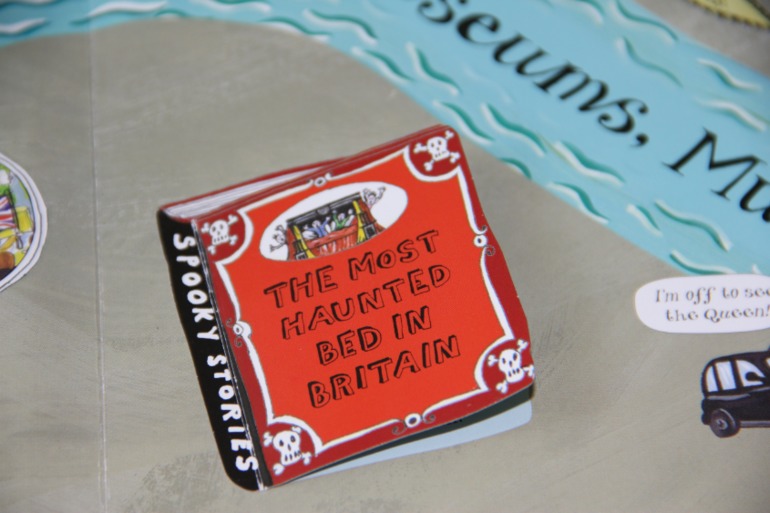 seums, Mu
SPOOKY STORIES
THE MOST
HAUNTED
BED IN
BRITAIN
I'm off to see
the Queen!